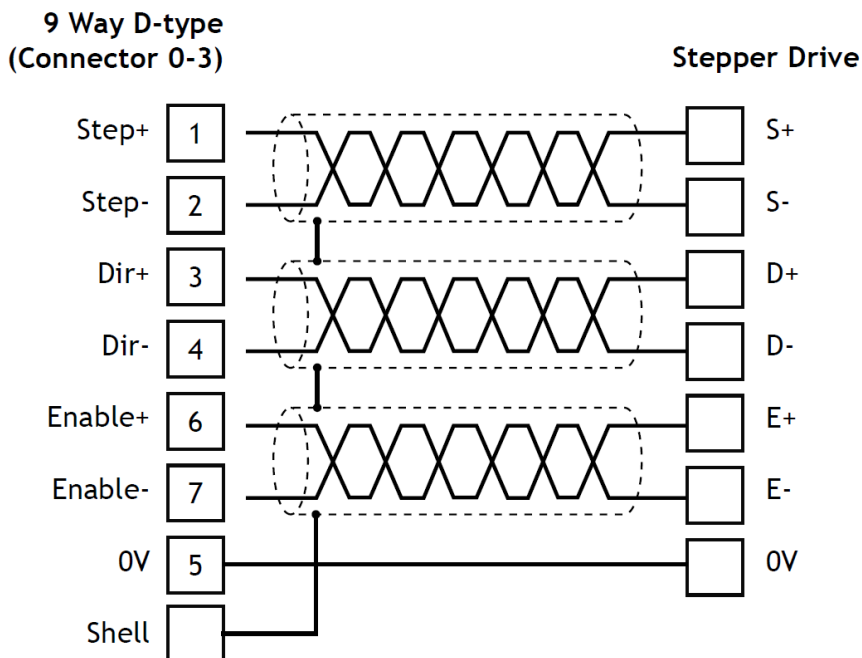 9 Way D-type
(Connector 0-3)
Stepper Drive
Step+ 1 S+
Step- 2 S-
Dir+ 3 D+
Dir- 4 D-
Enable+ 6 E+
Enable- 7 E-
0V 5 0V
Shell